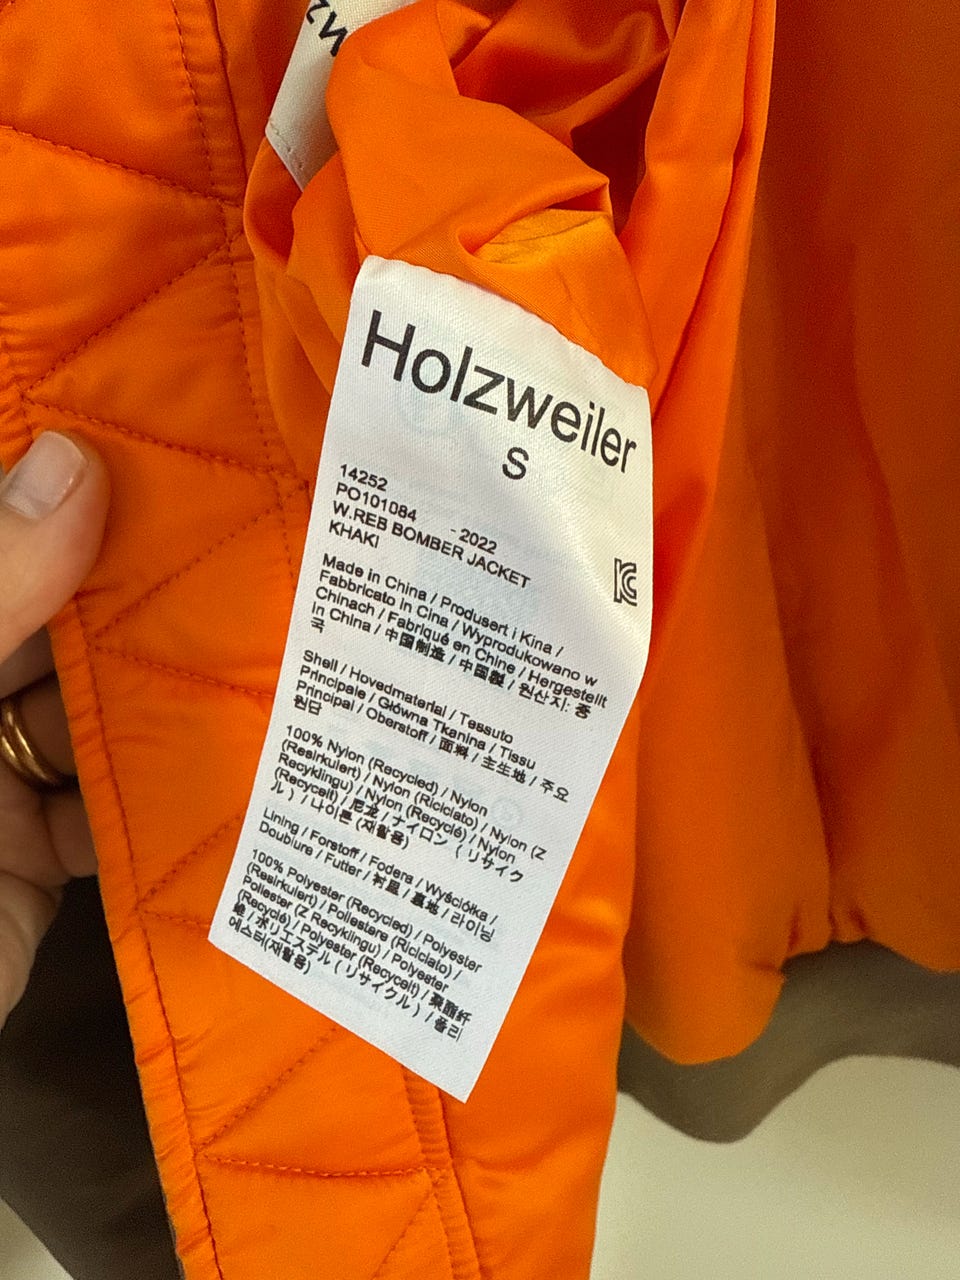 ZW
Holzweiler
S
14252
PO101084 - 2022
W.REB BOMBER JACKET
KHAKI
Made in China / Produsert i Kina /
Fabbricato in Cina / Wyprodukowano w
Chinach / Fabriqué en Chine / Hergestellt
in China / 中国制造 / 中国製 / 원산지: 중
국
Shell / Hovedmaterial / Tessuto
Principale / Główna Tkanina / Tissu
Principal / Oberstoff / 面料 / 主生地 / 주요
원단
100% Nylon (Recycled) / Nylon
(Resirkulert) / Nylon (Riciclato) / Nylon (Z
Recyklingu) / Nylon (Recyclé) / Nylon
(Recycelt) / 尼龙 / ナイロン ( リサイク
ル ) / 나이론 (재활용)
Lining / Forstoff / Fodera / Wyściółka /
Doublure / Futter / 衬里 / 裏地 / 라이닝
100% Polyester (Recycled) / Polyester
(Resirkulert) / Poliestere (Riciclato) /
Poliester (Z Recyklingu) / Polyester
(Recyclé) / Polyester (Recycelt) / 聚酯纤
维 / ポリエステル ( リサイクル ) / 폴리
에스터(재활용)